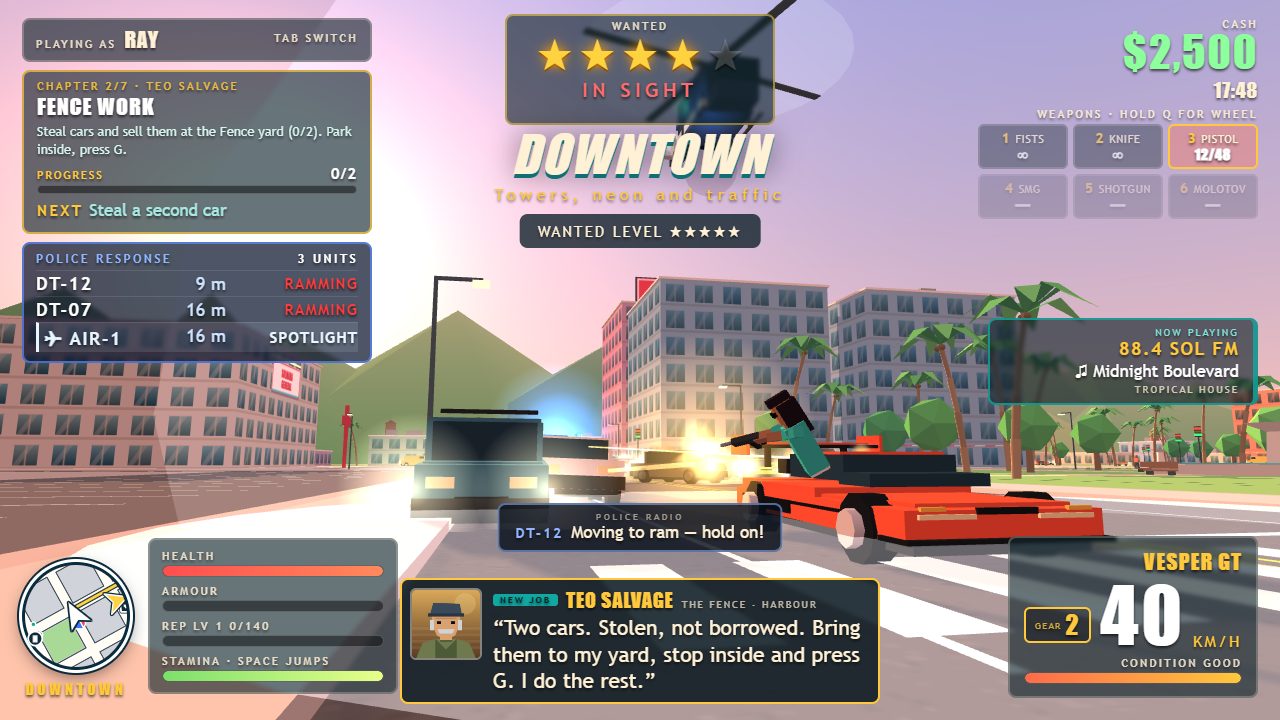 PLAYING AS RAY TAB SWITCH
CHAPTER 2/7 · TEO SALVAGE
FENCE WORK
Steal cars and sell them at the Fence yard (0/2). Park
inside, press G.
PROGRESS 0/2
NEXT Steal a second car
POLICE RESPONSE 3 UNITS
DT-12 9 m RAMMING
DT-07 16 m RAMMING
AIR-1 16 m SPOTLIGHT
WANTED
IN SIGHT
DOWNTOWN
Towers, neon and traffic
WANTED LEVEL ★★★★★
CASH
$2,500
17:48
WEAPONS · HOLD Q FOR WHEEL
1 FISTS 2 KNIFE 3 PISTOL
∞ ∞ 12/48
4 SMG 5 SHOTGUN 6 MOLOTOV
— — —
NOW PLAYING
88.4 SOL FM
♫ Midnight Boulevard
TROPICAL HOUSE
POLICE RADIO
DT-12 Moving to ram — hold on!
HEALTH
ARMOUR
REP LV 1 0/140
STAMINA · SPACE JUMPS
DOWNTOWN
NEW JOB TEO SALVAGE THE FENCE · HARBOUR
“Two cars. Stolen, not borrowed. Bring
them to my yard, stop inside and press
G. I do the rest.”
VESPER GT
GEAR 2 40 KM/H
CONDITION GOOD